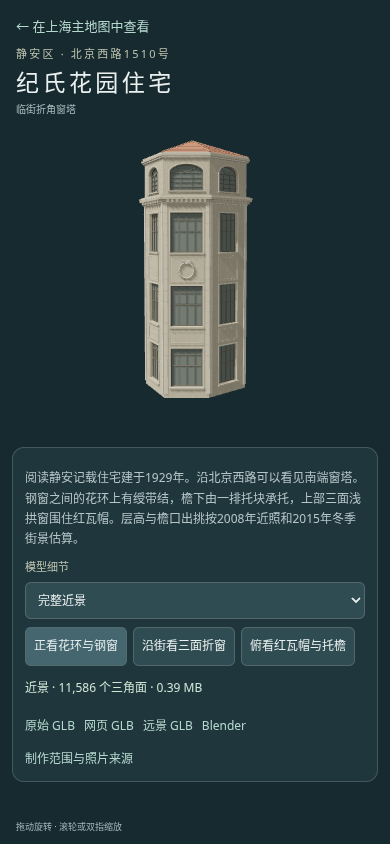 ← 在上海主地图中查看
静安区 · 北京西路1510号
纪氏花园住宅
临街折角窗塔
阅读静安记载住宅建于1929年。沿北京西路可以看见南端窗塔。
钢窗之间的花环上有绶带结，檐下由一排托块承托，上部三面浅
拱窗围住红瓦帽。层高与檐口出挑按2008年近照和2015年冬季
街景估算。
模型细节
完整近景
正看花环与钢窗 沿街看三面折窗 俯看红瓦帽与托檐
近景 · 11,586 个三角面 · 0.39 MB
原始 GLB 网页 GLB 远景 GLB Blender
制作范围与照片来源
拖动旋转 · 滚轮或双指缩放